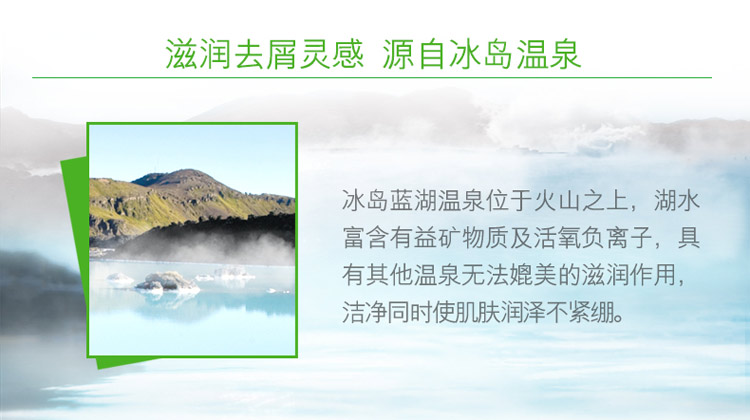 滋润去屑灵感 源自冰岛温泉
冰岛蓝湖温泉位于火山之上，湖水
富含有益矿物质及活氧负离子，具
有其他温泉无法媲美的滋润作用，
洁净同时使肌肤润泽不紧绷。